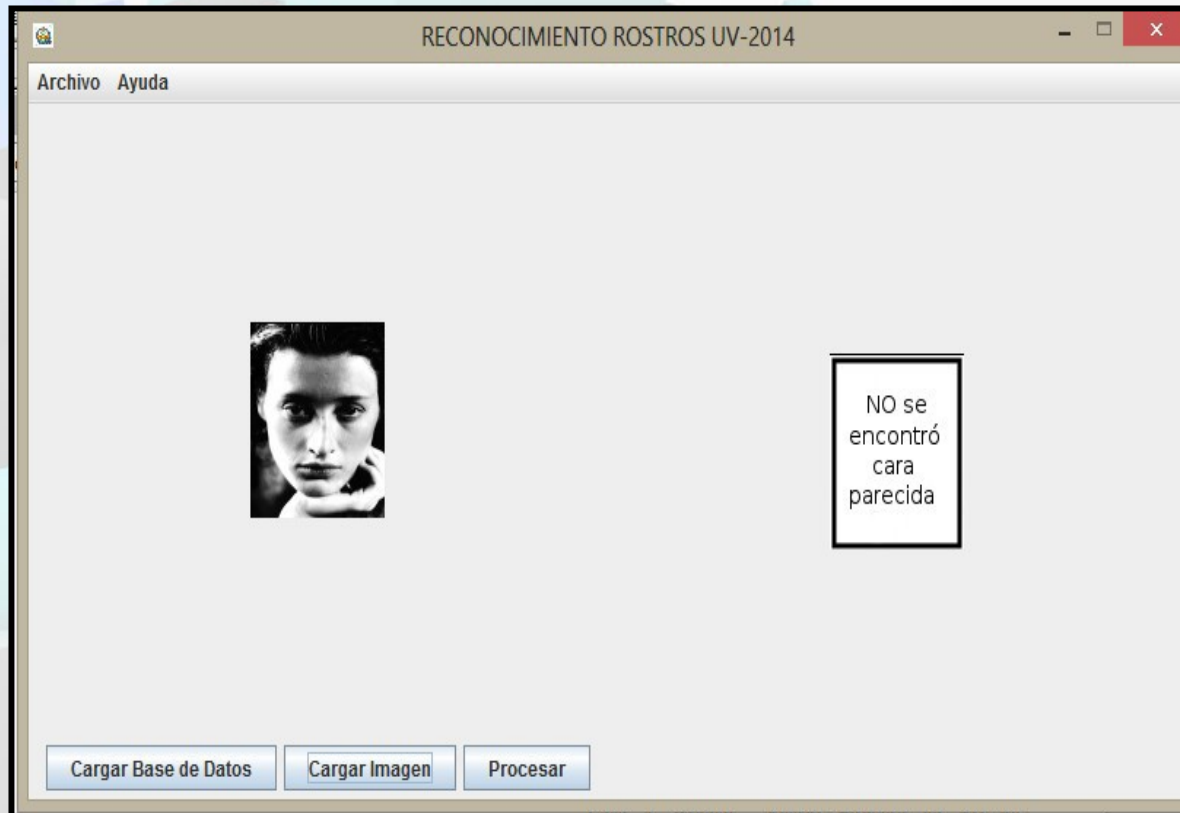 RECONOCIMIENTO ROSTROS UV-2014
Archivo Ayuda
NO se
encontró
cara
parecida
Cargar Base de Datos Cargar Imagen Procesar